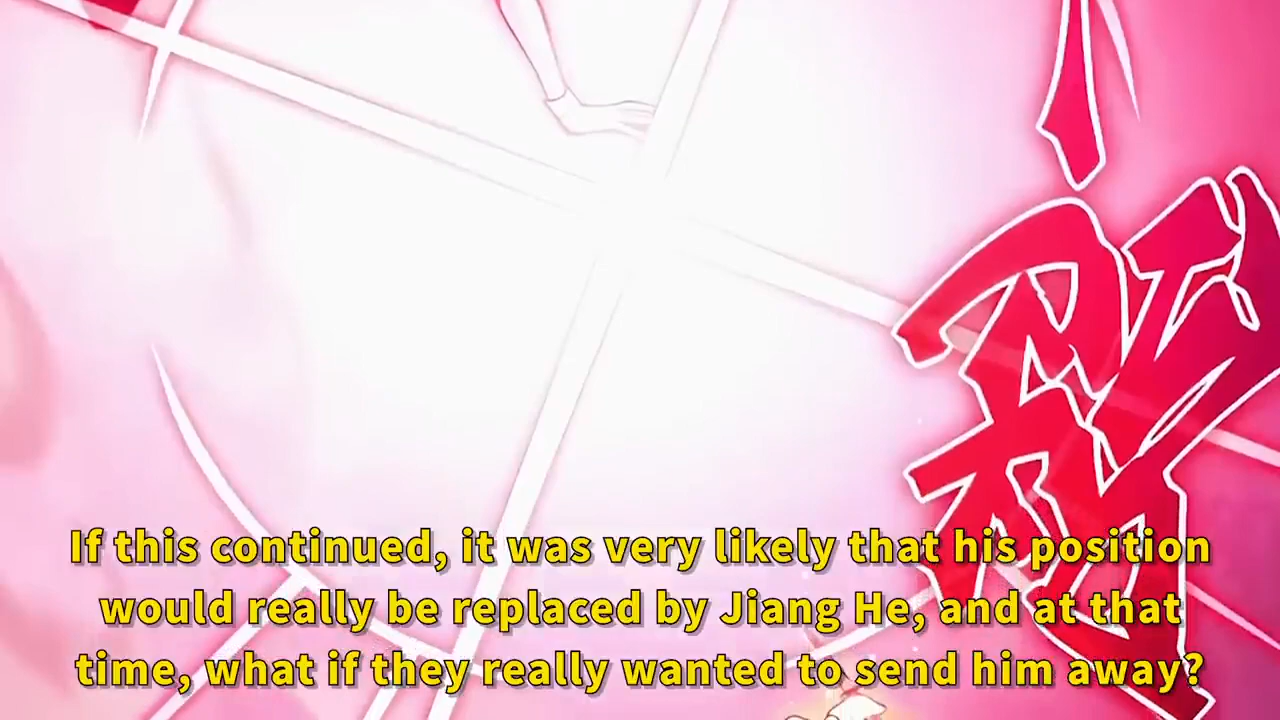 If this continued, it was very likely that his position
would really be replaced by Jiang He, and at that
time, what if they really wanted to send him away?